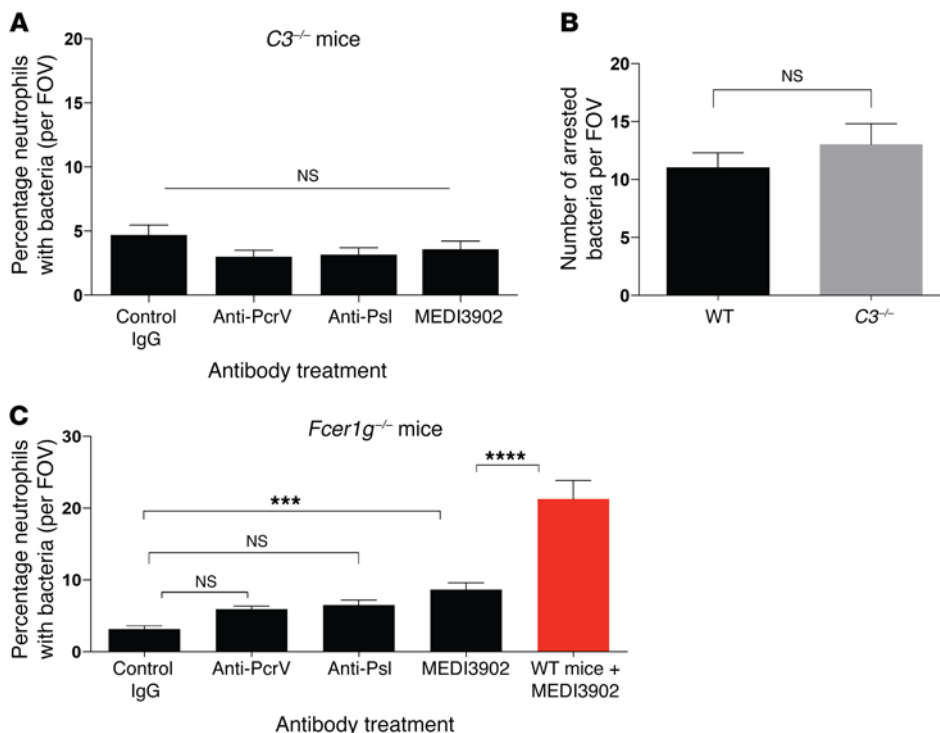 A
C3–/– mice
Percentage neutrophils
with bacteria (per FOV)
20
15
10
5
0
NS
Control
IgG
Anti-PcrV
Anti-Psl
MEDI3902
Antibody treatment
B
Number of arrested
bacteria per FOV
20
15
10
5
0
NS
WT
C3–/–
C
Fcer1g–/– mice
Percentage neutrophils
with bacteria (per FOV)
30
20
10
0
****
***
NS
NS
Control
IgG
Anti-PcrV
Anti-Psl
MEDI3902
WT mice +
MEDI3902
Antibody treatment